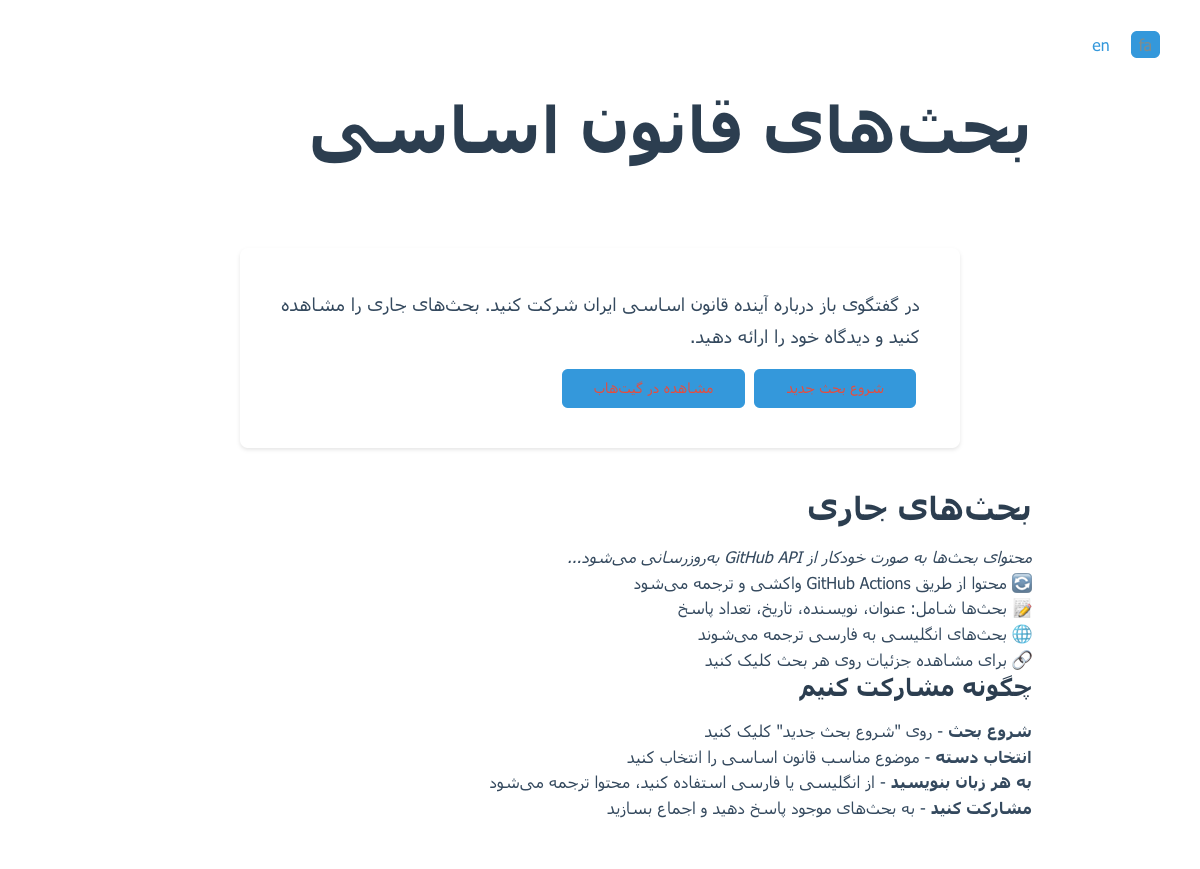 fa
en
بحث‌های قانون اساسی
در گفتگوی باز درباره آینده قانون اساسی ایران شرکت کنید. بحث‌های جاری را مشاهده
کنید و دیدگاه خود را ارائه دهید.
شروع بحث جدید
مشاهده در گیت‌هاب
بحث‌های جاری
محتوای بحث‌ها به صورت خودکار از GitHub API به‌روزرسانی می‌شود...
🔄 محتوا از طریق GitHub Actions واکشی و ترجمه می‌شود
📝 بحث‌ها شامل: عنوان، نویسنده، تاریخ، تعداد پاسخ
🌐 بحث‌های انگلیسی به فارسی ترجمه می‌شوند
🔗 برای مشاهده جزئیات روی هر بحث کلیک کنید
چگونه مشارکت کنیم
شروع بحث - روی "شروع بحث جدید" کلیک کنید
انتخاب دسته - موضوع مناسب قانون اساسی را انتخاب کنید
به هر زبان بنویسید - از انگلیسی یا فارسی استفاده کنید، محتوا ترجمه می‌شود
مشارکت کنید - به بحث‌های موجود پاسخ دهید و اجماع بسازید